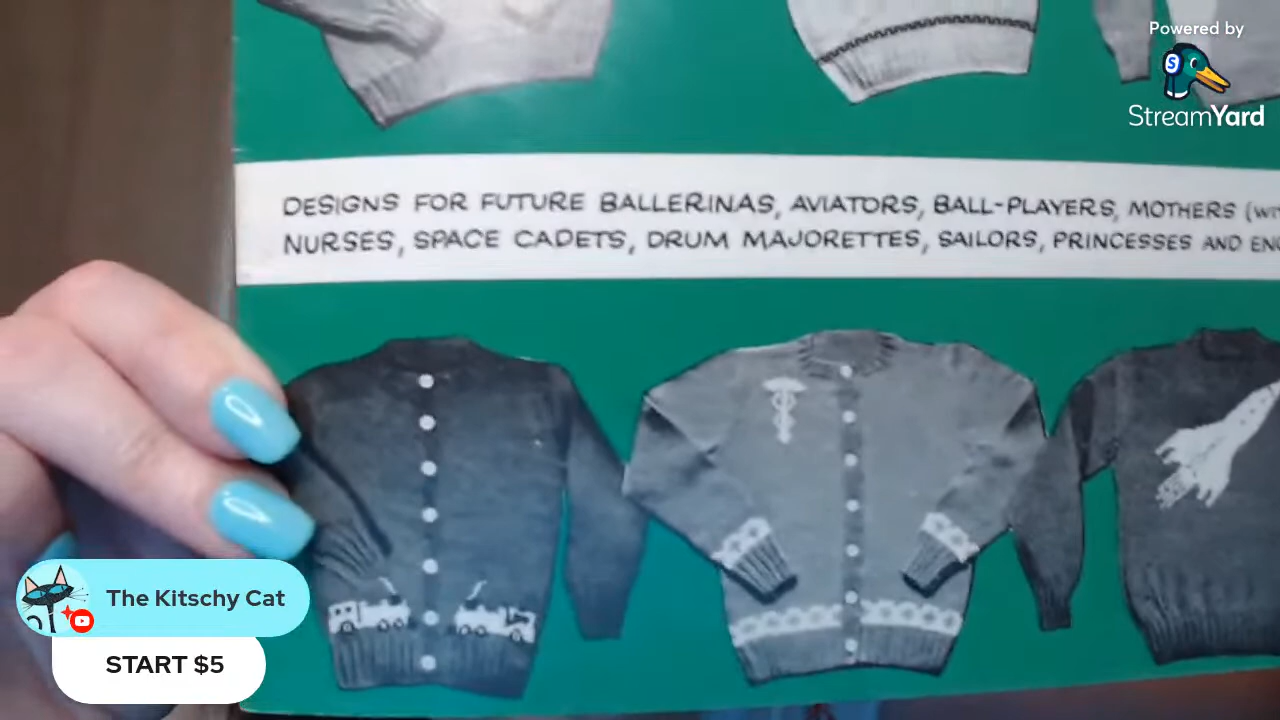 Powered by
StreamYard
DESIGNS FOR FUTURE BALLERINAS, AVIATORS, BALL-PLAYERS, MOTHERS
NURSES, SPACE CADETS, DRUM MAJORETTES, SAILORS, PRINCESSES AND
The Kitschy Cat
START $5